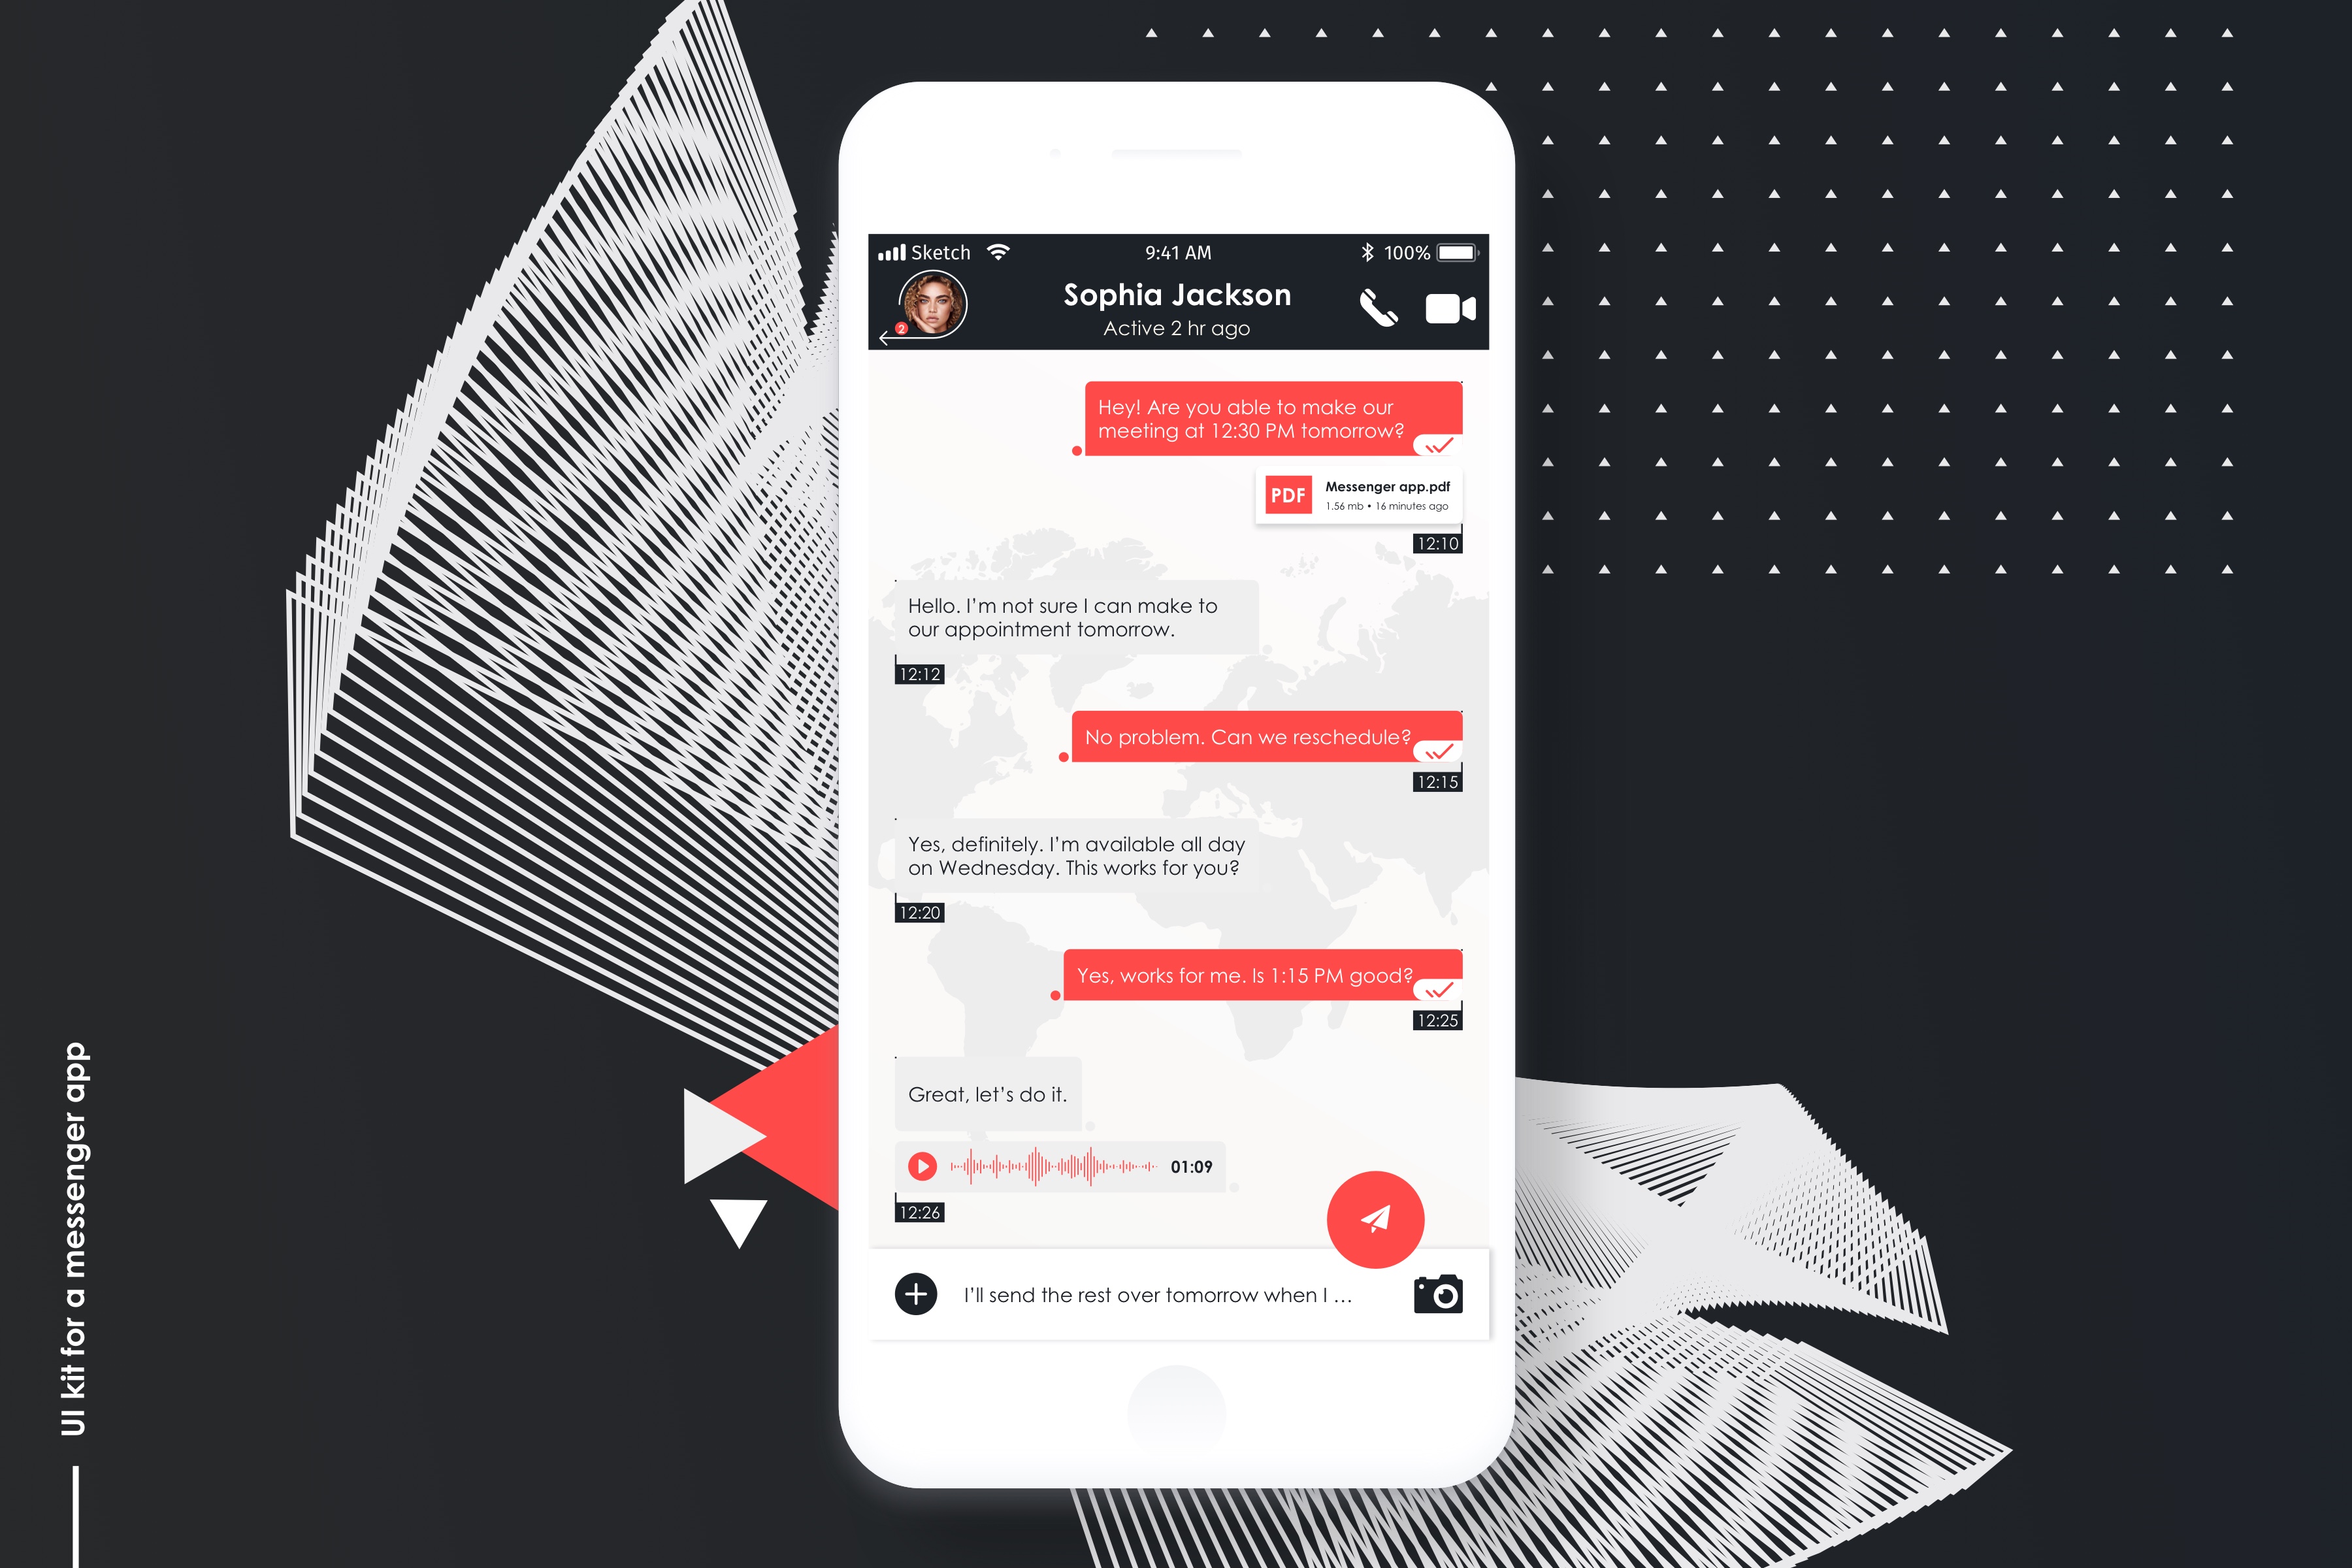 Sketch 9:41 AM 100%
Sophia Jackson
Active 2 hr ago
2
Hey! Are you able to make our
meeting at 12:30 PM tomorrow?
PDF
Messenger app.pdf
1.56 mb • 16 minutes ago
12:10
Hello. I’m not sure I can make to
our appointment tomorrow.
12:12
No problem. Can we reschedule?
12:15
Yes, definitely. I’m available all day
on Wednesday. This works for you?
12:20
Yes, works for me. Is 1:15 PM good?
12:25
Great, let’s do it.
01:09
12:26
I’ll send the rest over tomorrow when I ...
UI kit for a messenger app